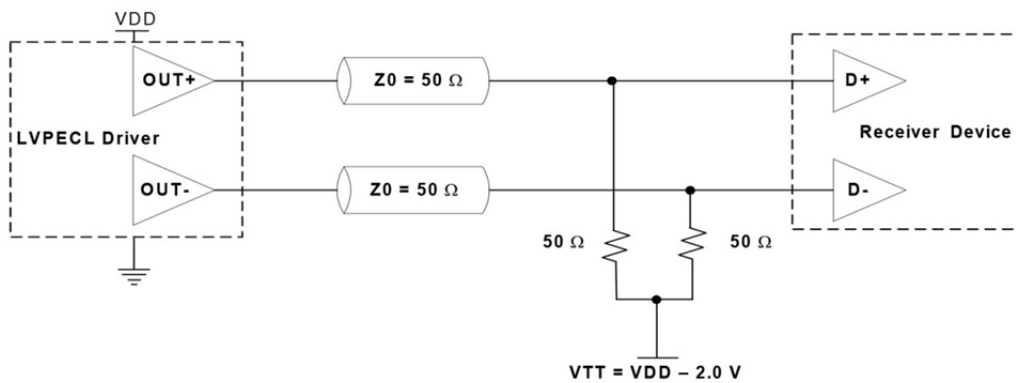 VDD
OUT+
Z0 = 50 Ω
D+
LVPECL Driver
Receiver Device
OUT-
Z0 = 50 Ω
D-
50 Ω
50 Ω
VTT = VDD – 2.0 V